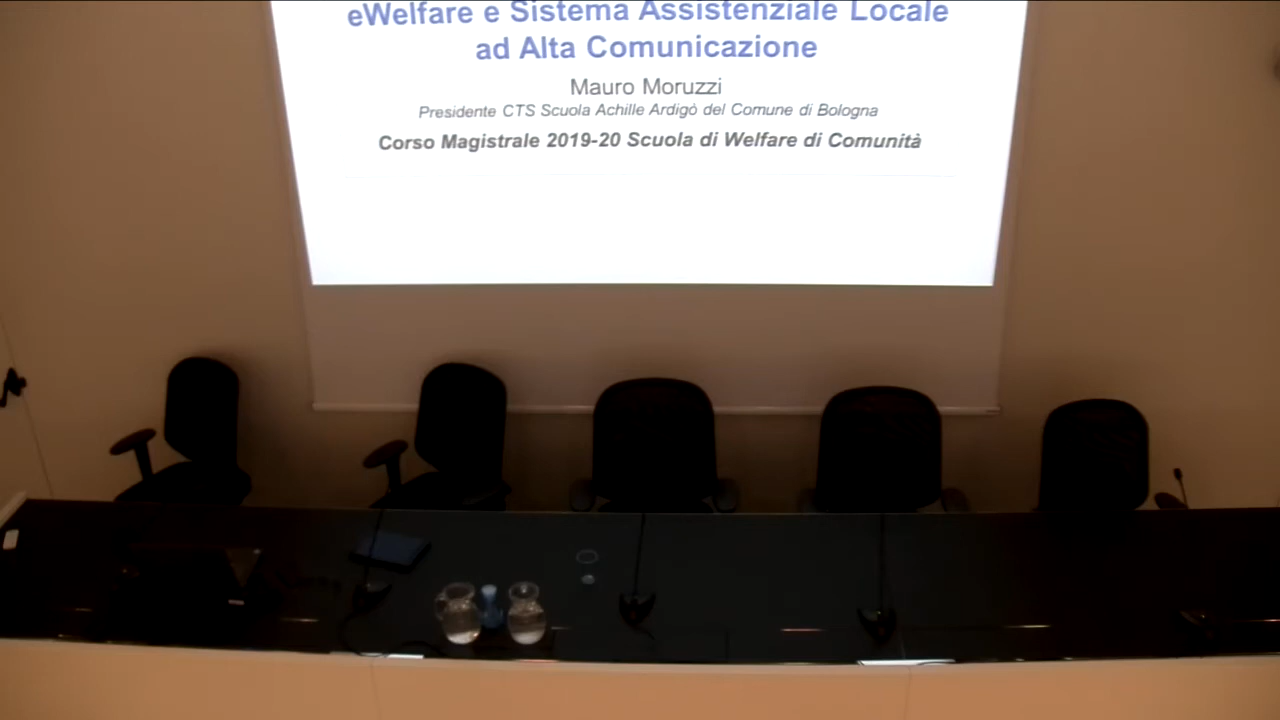 eWelfare e Sistema Assistenziale Locale
ad Alta Comunicazione
Mauro Moruzzi
Presidente CTS Scuola Achille Ardigò del Comune di Bologna
Corso Magistrale 2019-20 Scuola di Welfare di Comunità